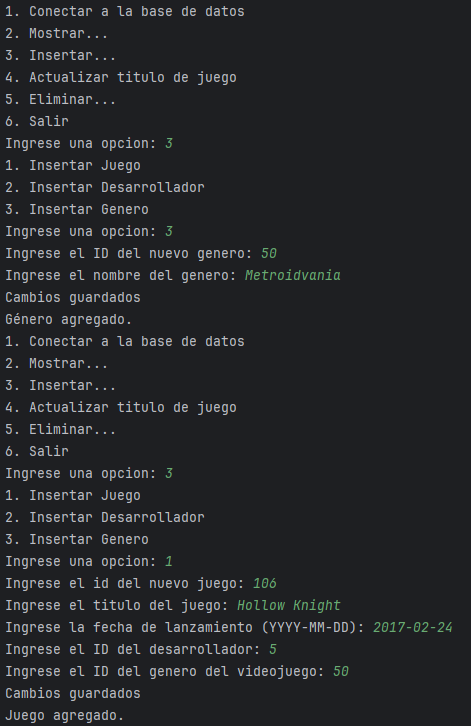 1. Conectar a la base de datos
2. Mostrar...
3. Insertar...
4. Actualizar titulo de juego
5. Eliminar...
6. Salir
Ingrese una opcion: 3
1. Insertar Juego
2. Insertar Desarrollador
3. Insertar Genero
Ingrese una opcion: 3
Ingrese el ID del nuevo genero: 50
Ingrese el nombre del genero: Metroidvania
Cambios guardados
Género agregado.
1. Conectar a la base de datos
2. Mostrar...
3. Insertar...
4. Actualizar titulo de juego
5. Eliminar...
6. Salir
Ingrese una opcion: 3
1. Insertar Juego
2. Insertar Desarrollador
3. Insertar Genero
Ingrese una opcion: 1
Ingrese el id del nuevo juego: 106
Ingrese el titulo del juego: Hollow Knight
Ingrese la fecha de lanzamiento (YYYY-MM-DD): 2017-02-24
Ingrese el ID del desarrollador: 5
Ingrese el ID del genero del videojuego: 50
Cambios guardados
Juego agregado.